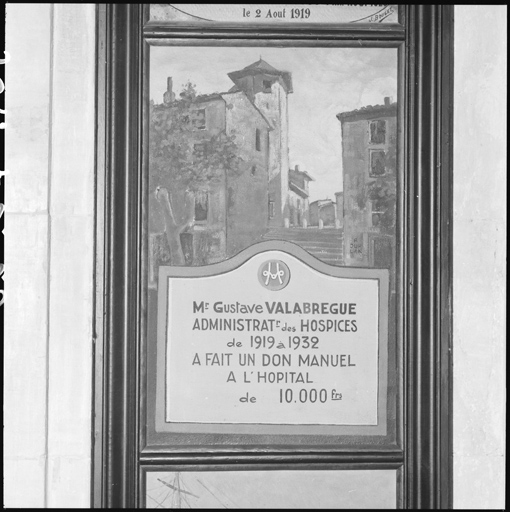 le 2 Août 1919
Mr Gustave VALABREGUE
ADMINISTRATr des HOSPICES
de 1919 à 1932
A FAIT UN DON MANUEL
A L'HOPITAL
de 10.000 frs